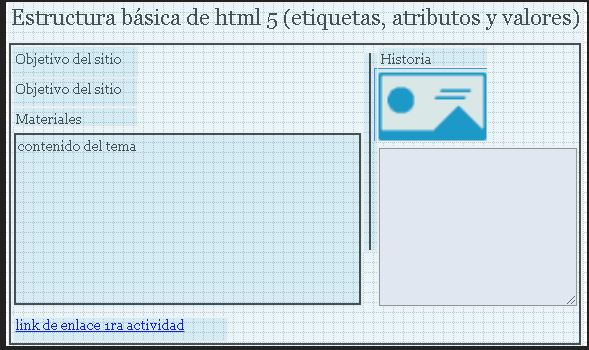 Estructura básica de html 5 (etiquetas, atributos y valores)
Objetivo del sitio
Objetivo del sitio
Materiales
contenido del tema
link de enlace 1ra actividad
Historia